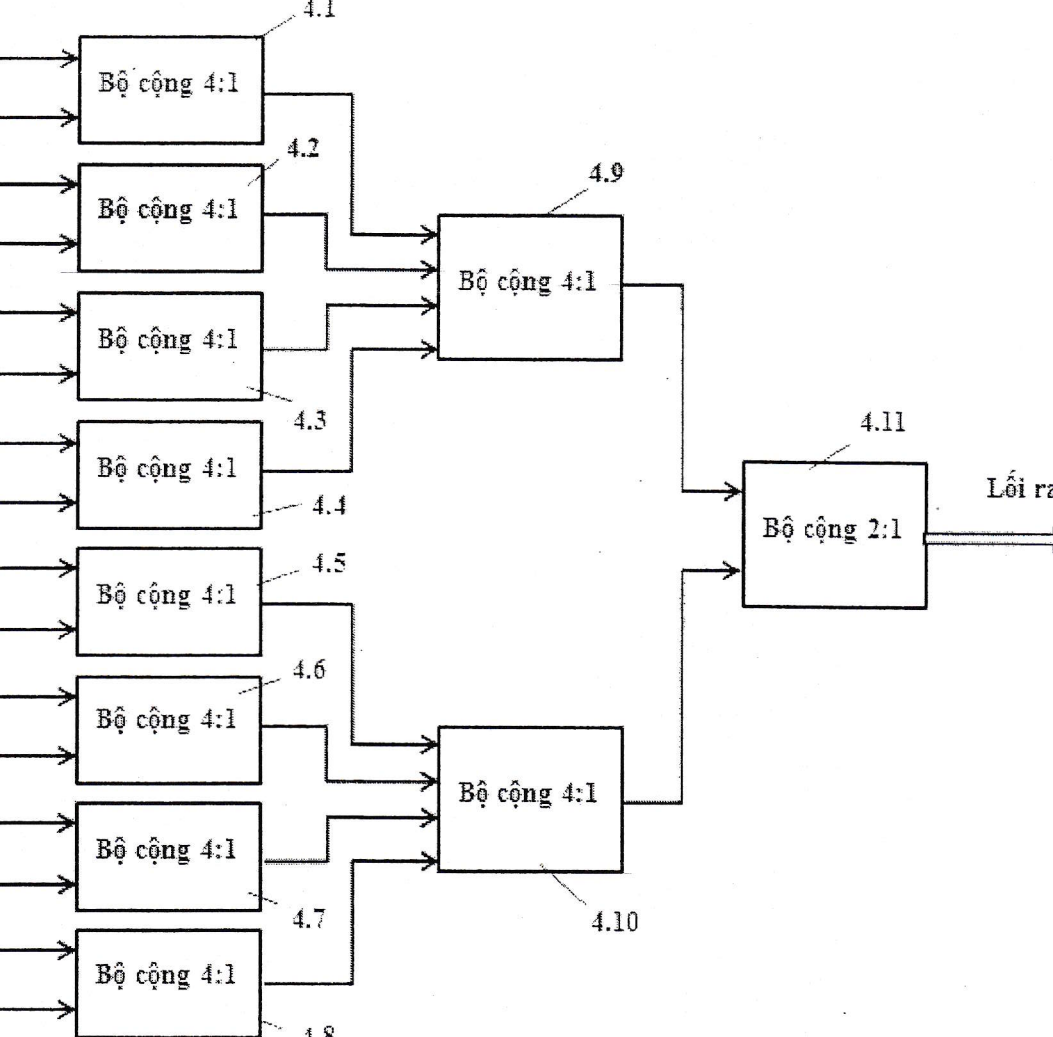 4.1
Bộ cộng 4:1
4.2
Bộ cộng 4:1
4.9
Bộ cộng 4:1
Bộ cộng 4:1
4.3
4.11
Bộ cộng 4:1
4.4
Lối ra
Bộ cộng 2:1
4.5
Bộ cộng 4:1
4.6
Bộ cộng 4:1
Bộ cộng 4:1
Bộ cộng 4:1
4.7
4.10
Bộ cộng 4:1
4.8